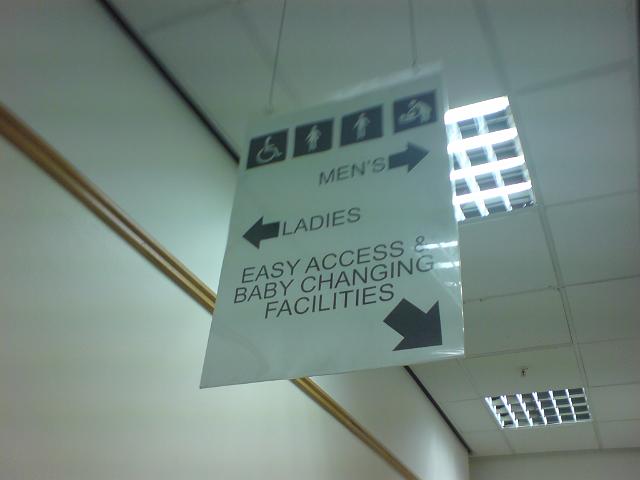 MEN'S
LADIES
EASY ACCESS &
BABY CHANGING
FACILITIES